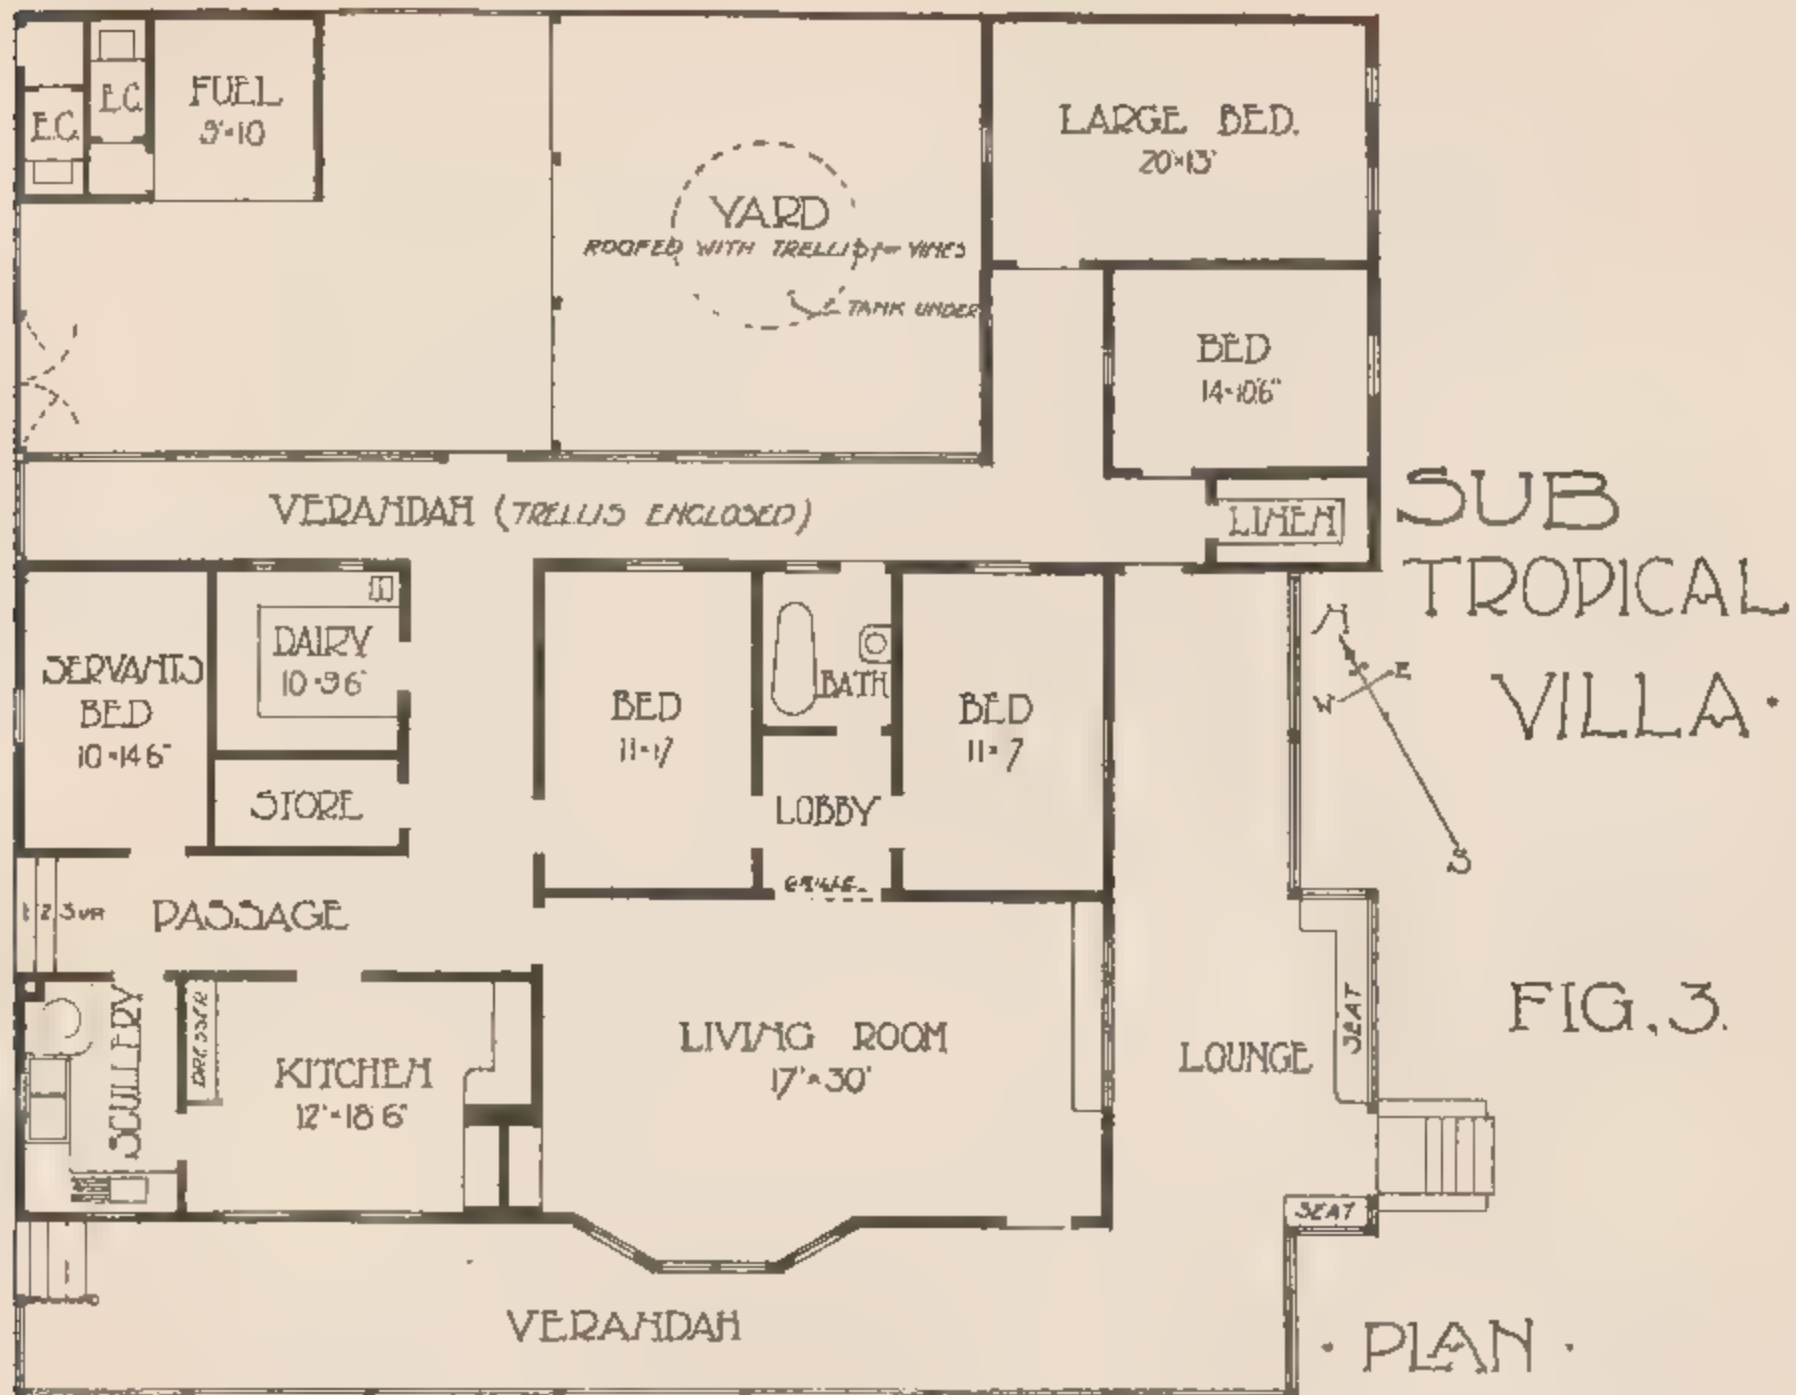 E.C.
E.C.
FUEL
9'×10
LARGE BED.
20'×13'
YARD
ROOFED WITH TRELLIS for VINES
TANK UNDER
BED
14'×10'6"
VERANDAH (TRELLIS ENCLOSED)
LINEN
SUB
TROPICAL
VILLA.
N
W E
S
SERVANTS
BED
10'×14'6"
DAIRY
10'×9'6"
STORE
BED
11'×17
BATH
LOBBY
GRILLE
BED
PASSAGE
SCULLERY
DRESSER
KITCHEN
12'×18'6"
LIVING ROOM
17'×30'
LOUNGE
SEAT
SEAT
FIG. 3.
VERANDAH
· PLAN ·